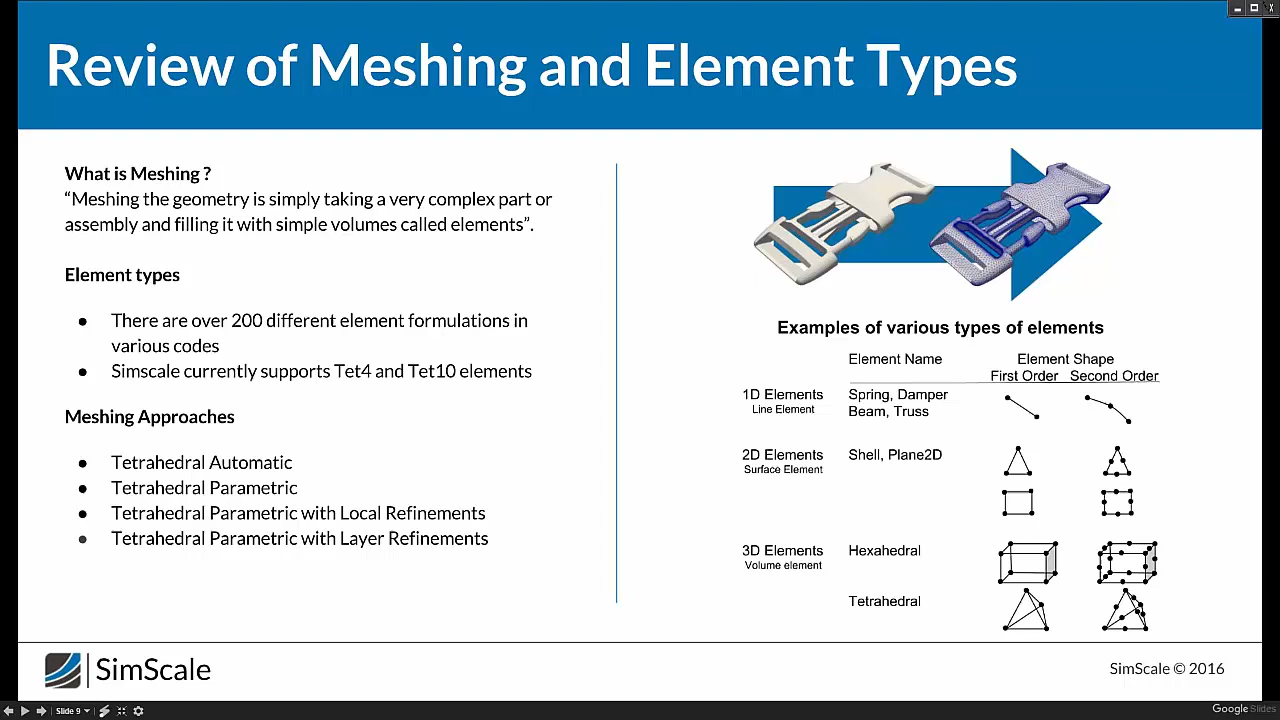 Review of Meshing and Element Types
What is Meshing ?
“Meshing the geometry is simply taking a very complex part or
assembly and filling it with simple volumes called elements”.
Element types
● There are over 200 different element formulations in
various codes
● Simscale currently supports Tet4 and Tet10 elements
Meshing Approaches
● Tetrahedral Automatic
● Tetrahedral Parametric
● Tetrahedral Parametric with Local Refinements
● Tetrahedral Parametric with Layer Refinements
Examples of various types of elements
Element Name Element Shape
First Order Second Order
1D Elements Spring, Damper
Line Element Beam, Truss
2D Elements Shell, Plane2D
Surface Element
3D Elements Hexahedral
Volume element
Tetrahedral
SimScale
SimScale © 2016
Slide 9
Google Slides